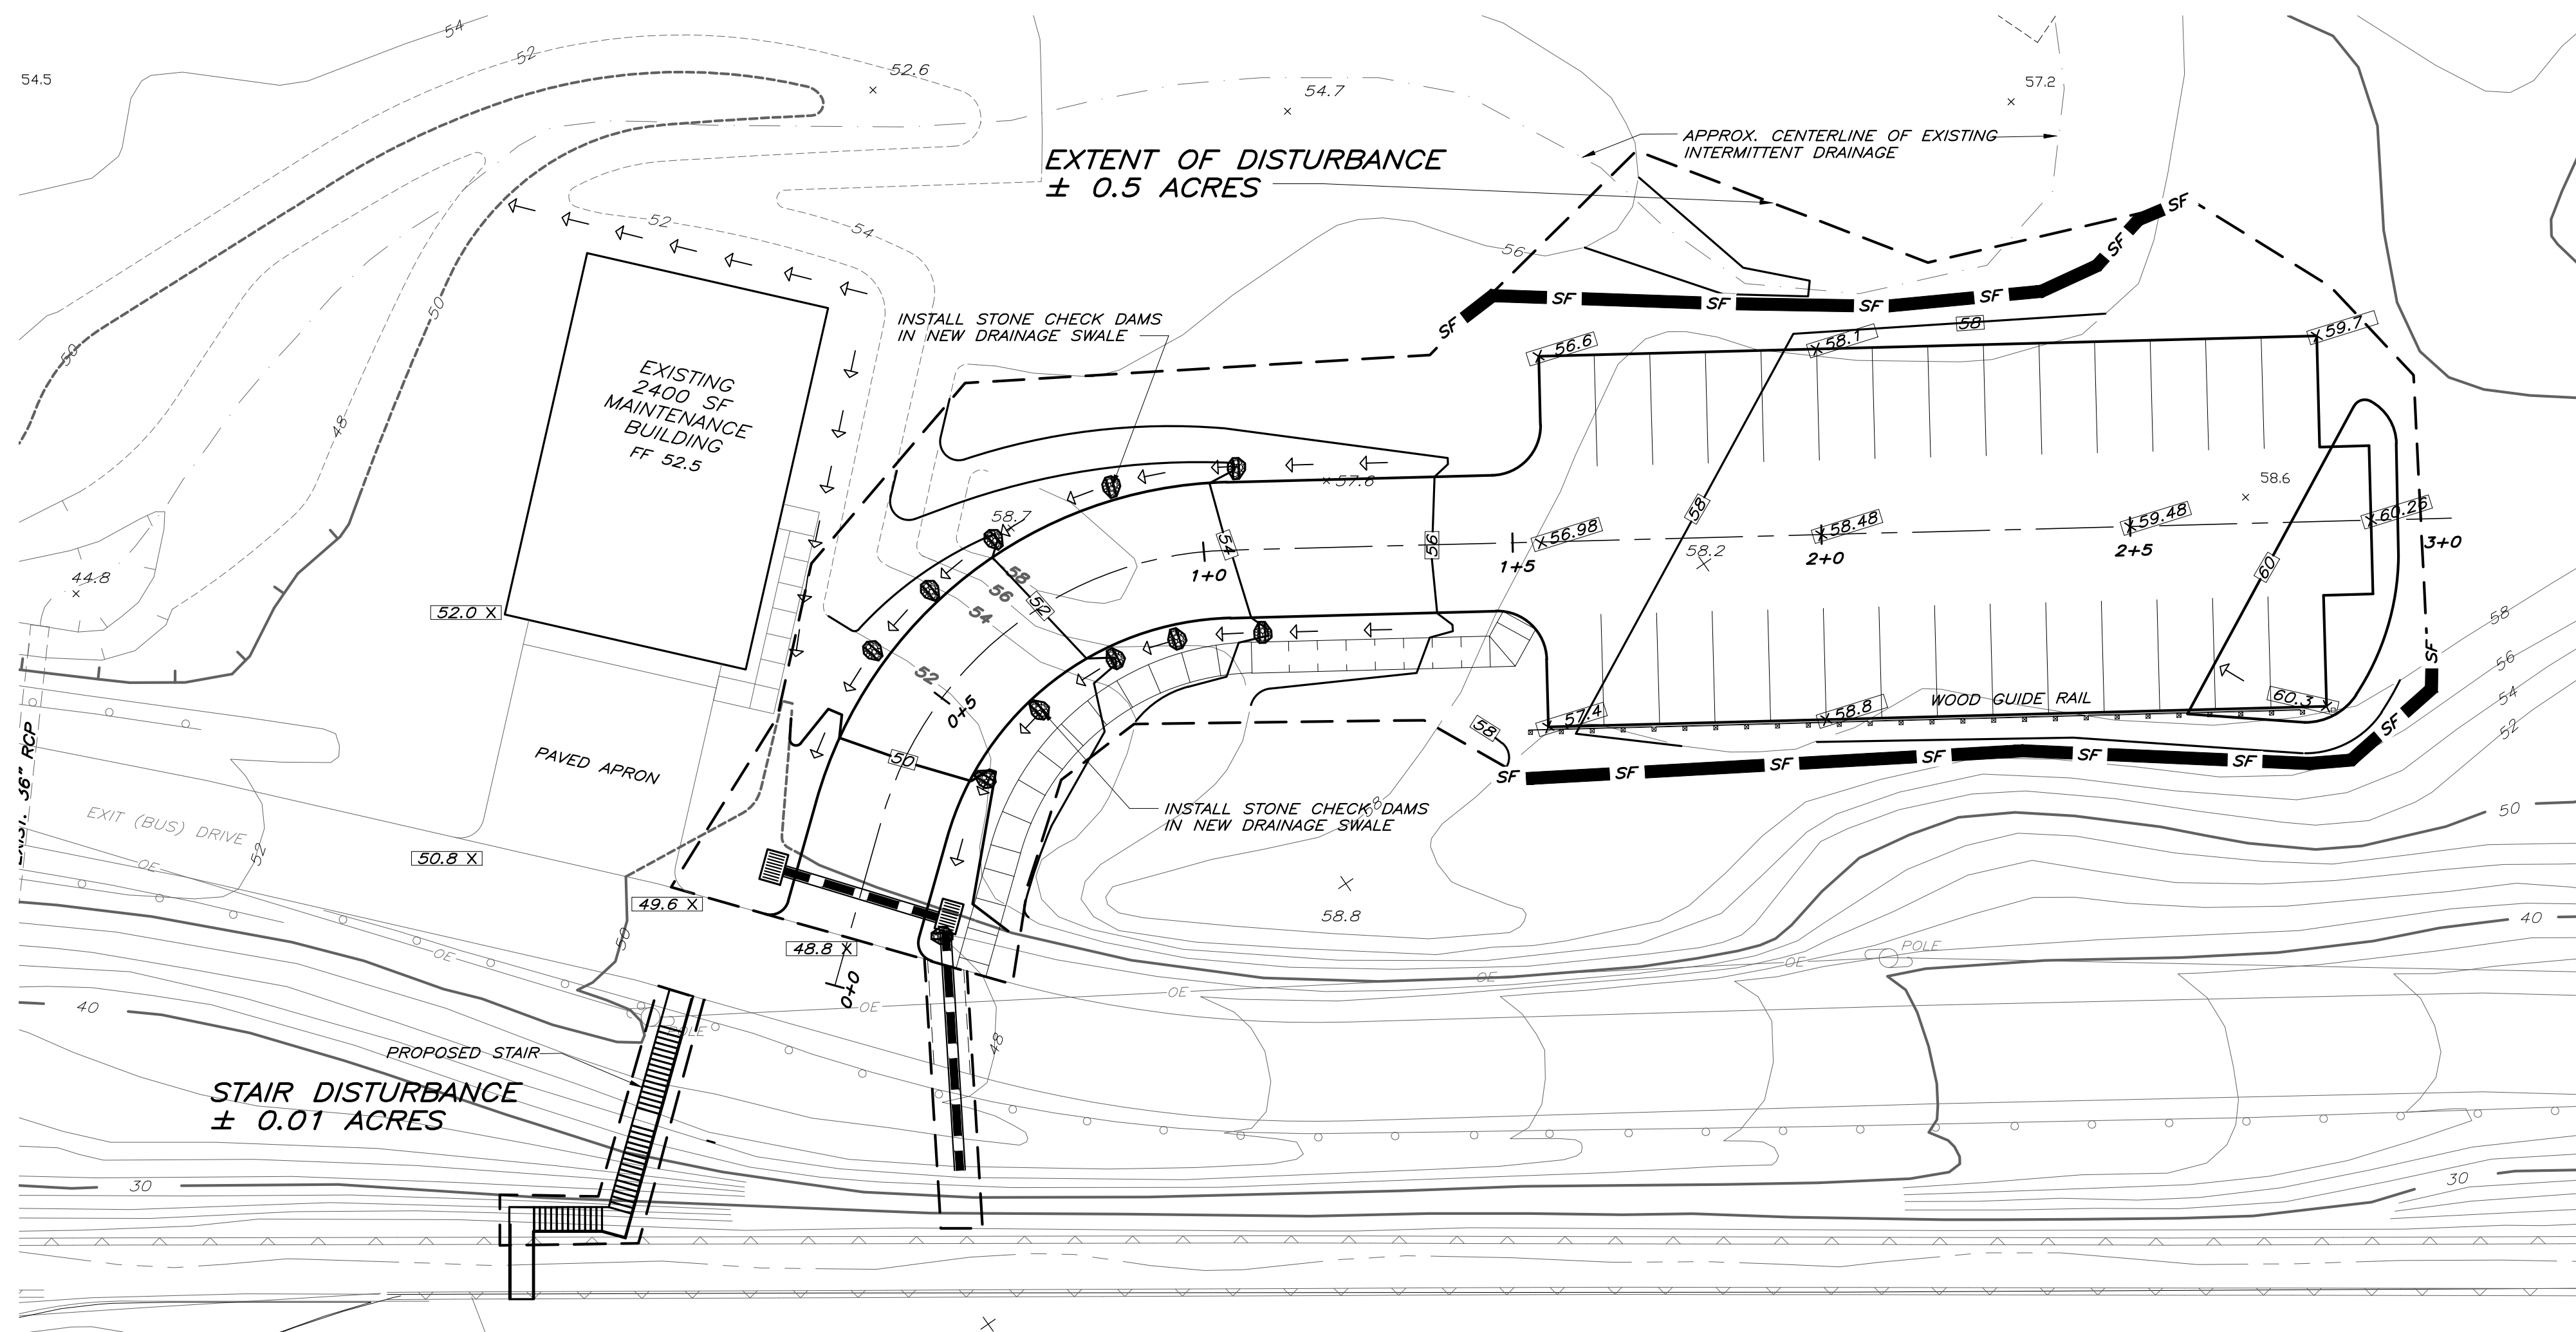 54
52
54.5
52.6
54.7
57.2
APPROX. CENTERLINE OF EXISTING
INTERMITTENT DRAINAGE
EXTENT OF DISTURBANCE
± 0.5 ACRES
SF
52
54
56
SF
50
50
INSTALL STONE CHECK DAMS
IN NEW DRAINAGE SWALE
SF
SF
SF
SF
SF
58
56.6
58.1
59.7
EXISTING
2400 SF
MAINTENANCE
BUILDING
FF 52.5
48
57.6
58.7
58
58.6
54
56
56.98
58.48
59.48
60.26
1+0
1+5
58.2
2+0
2+5
3+0
44.8
52.0 X
58
56
54
52
60
58
56
54
52
SF
52
0+5
58
57.4
58.8
WOOD GUIDE RAIL
60.3
SF
EXIST. 36" RCP
PAVED APRON
50
SF
SF
SF
SF
SF
SF
EXIT (BUS) DRIVE
52
INSTALL STONE CHECK DAMS
IN NEW DRAINAGE SWALE
58
50
50.8 X
OE
49.6 X
58.8
40
50
OE
48.8 X
0+0
OE
OE
OE
OE
POLE
40
POLE
48
PROPOSED STAIR
STAIR DISTURBANCE
± 0.01 ACRES
30
30